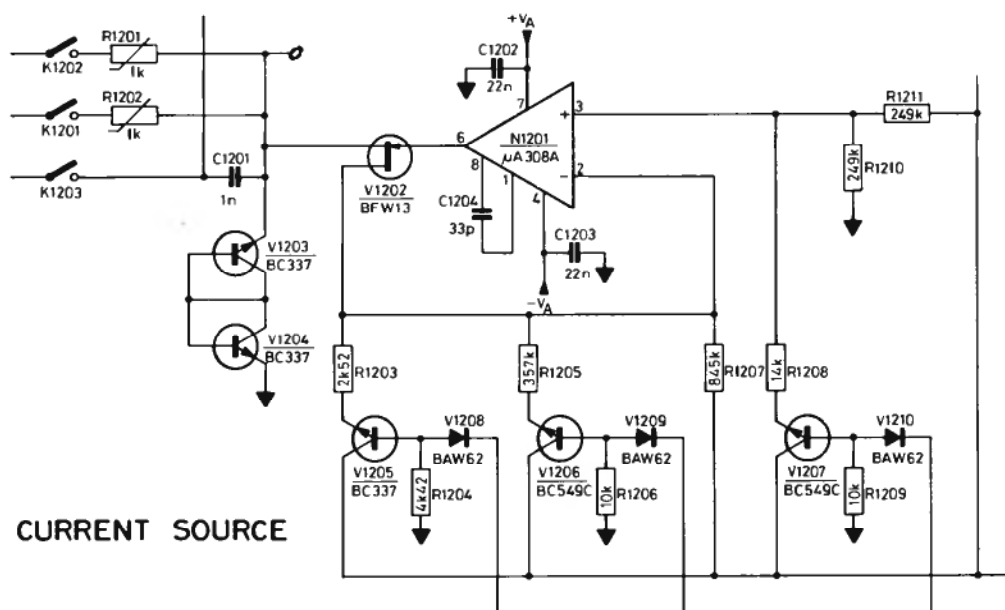 +VA
R1201
K1202
1k
C1202
22n
7
R1202
K1201
1k
3
+
R1211
249k
6
N1201
µA308A
8
1
4
-
2
249k
R1210
C1201
K1203
1n
V1202
BFW13
C1204
33p
C1203
22n
-VA
V1203
BC337
V1204
BC337
2k52
R1203
357k
R1205
845k
R1207
14k
R1208
V1208
BAW62
V1209
BAW62
V1210
BAW62
V1205
BC337
4k42
R1204
V1206
BC549C
10k
R1206
V1207
BC549C
10k
R1209
CURRENT SOURCE